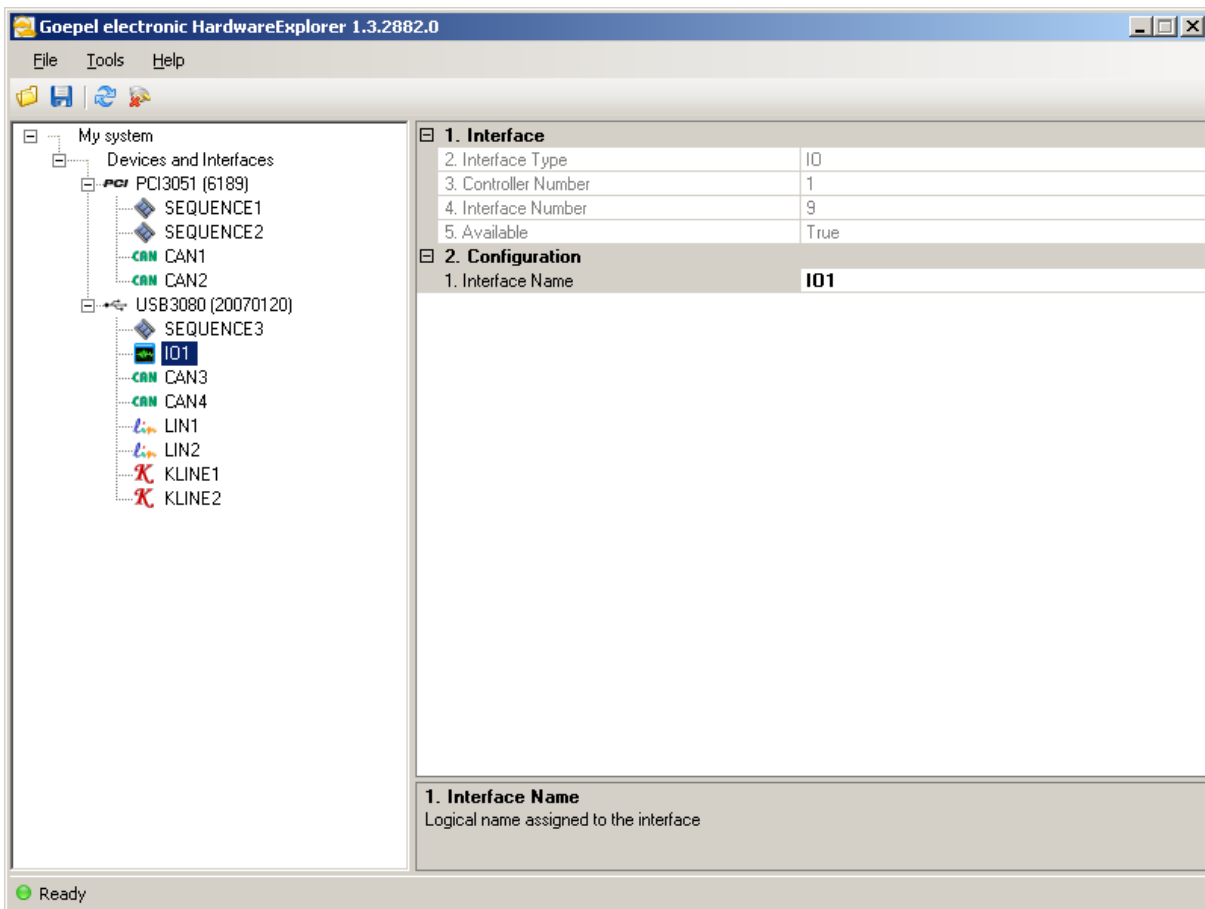 Goepel electronic HardwareExplorer 1.3.2882.0
File Tools Help
My system
Devices and Interfaces
PCI PCI3051 (6189)
SEQUENCE1
SEQUENCE2
CAN CAN1
CAN CAN2
USB3080 (20070120)
SEQUENCE3
IO1
CAN CAN3
CAN CAN4
Lin LIN1
Lin LIN2
K KLINE1
K KLINE2
1. Interface
2. Interface Type IO
3. Controller Number 1
4. Interface Number 9
5. Available True
2. Configuration
1. Interface Name IO1
1. Interface Name
Logical name assigned to the interface
Ready